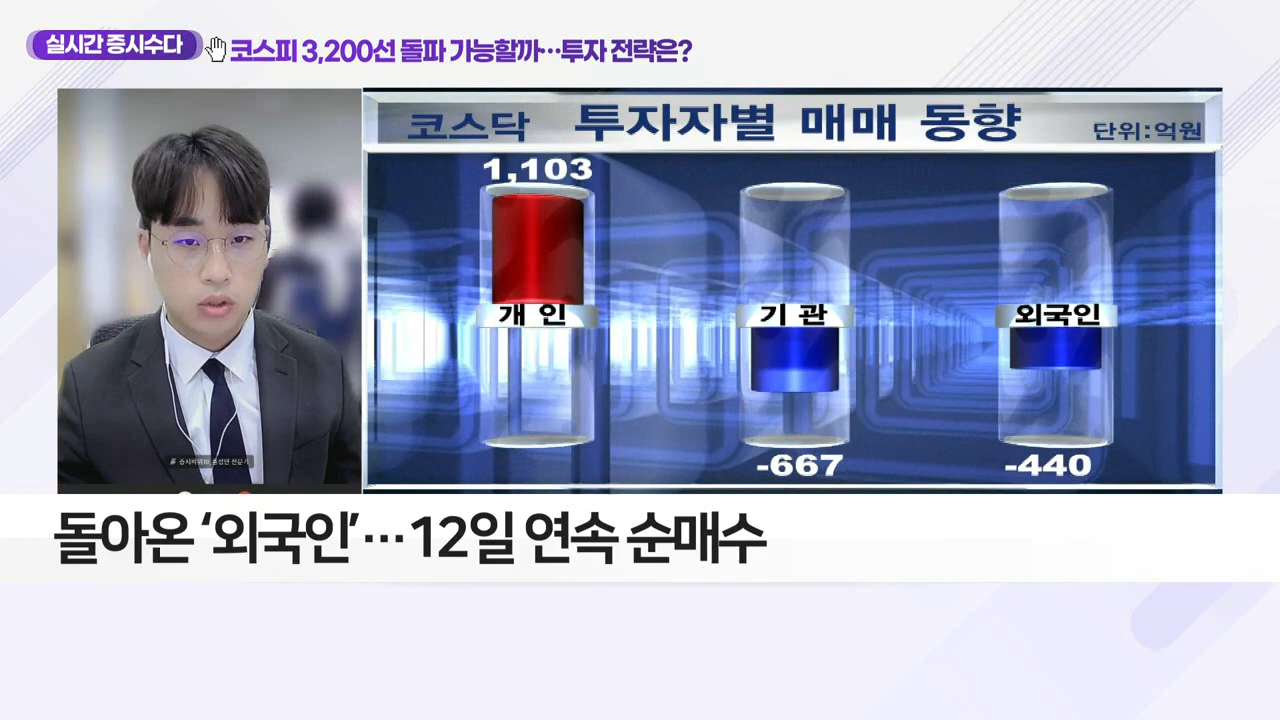 실시간 증시수다
코스피 3,200선 돌파 가능할까…투자 전략은?
코스닥 투자자별 매매 동향 단위:억원
1,103
개 인 기 관 외국인
-667 -440
돌아온 ‘외국인’…12일 연속 순매수